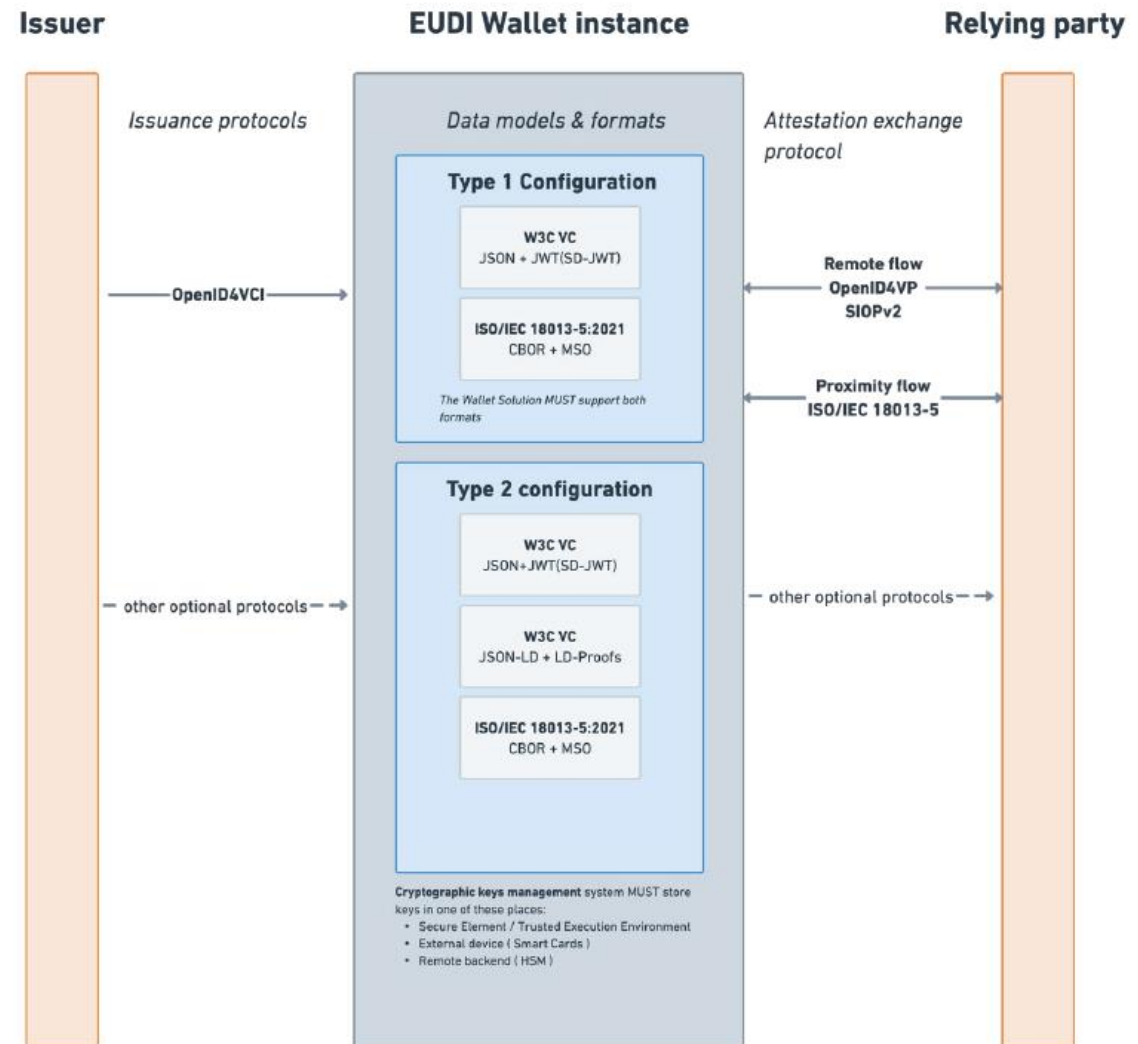 Issuer
EUDI Wallet instance
Relying party
Issuance protocols
Data models & formats
Attestation exchange
protocol
Type 1 Configuration
W3C VC
JSON + JWT(SD-JWT)
ISO/IEC 18013-5:2021
CBOR + MSO
The Wallet Solution MUST support both
formats
OpenID4VCI
Remote flow
OpenID4VP
SIOPv2
Proximity flow
ISO/IEC 18013-5
Type 2 configuration
W3C VC
JSON+JWT(SD-JWT)
W3C VC
JSON-LD + LD-Proofs
ISO/IEC 18013-5:2021
CBOR + MSO
other optional protocols
other optional protocols
Cryptographic keys management system MUST store
keys in one of these places:
• Secure Element / Trusted Execution Environment
• External device ( Smart Cards )
• Remote backend ( HSM )